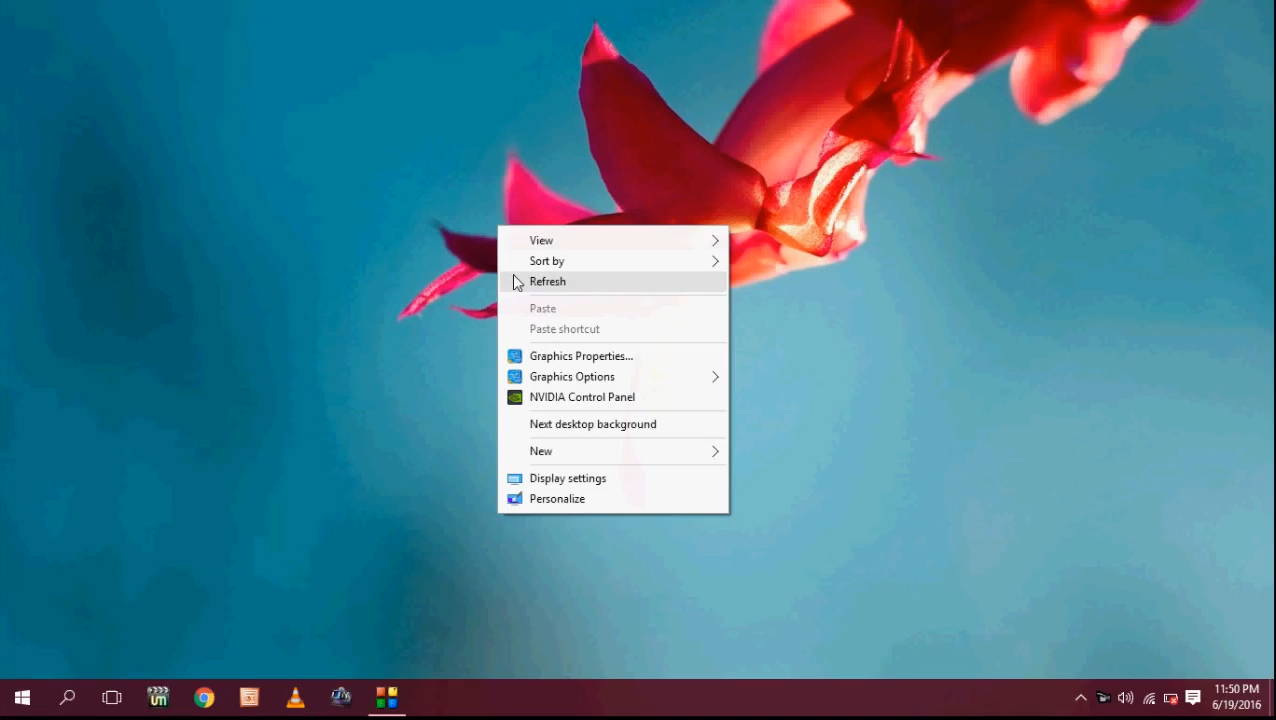 View
Sort by
Refresh
Paste
Paste shortcut
Graphics Properties...
Graphics Options
NVIDIA Control Panel
Next desktop background
New
Display settings
Personalize
um
11:50 PM
6/19/2016